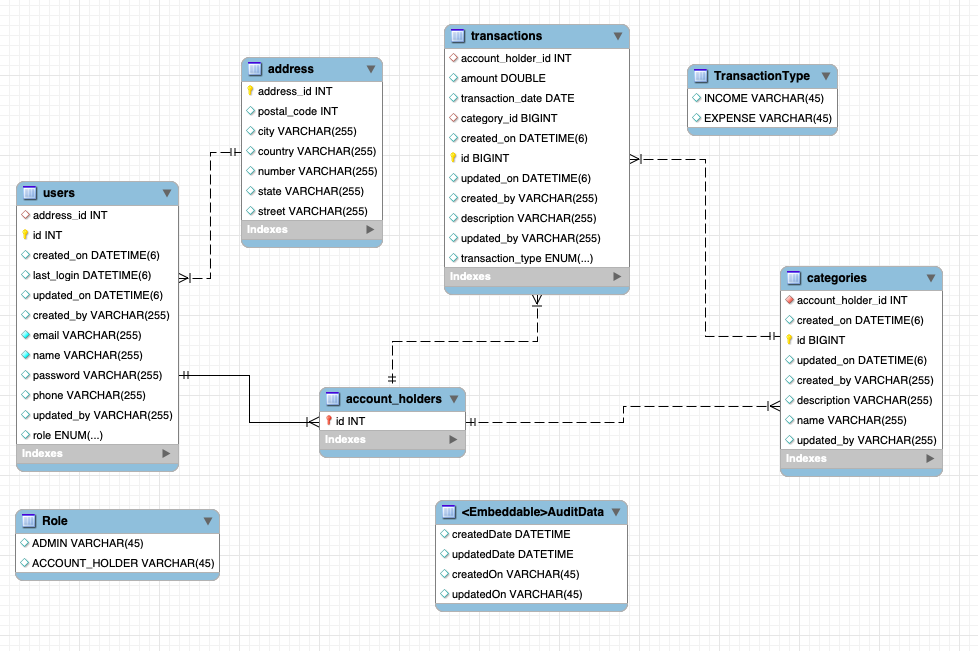 transactions
account_holder_id INT
amount DOUBLE
transaction_date DATE
category_id BIGINT
created_on DATETIME(6)
id BIGINT
updated_on DATETIME(6)
created_by VARCHAR(255)
description VARCHAR(255)
updated_by VARCHAR(255)
transaction_type ENUM(...)
Indexes
address
address_id INT
postal_code INT
city VARCHAR(255)
country VARCHAR(255)
number VARCHAR(255)
state VARCHAR(255)
street VARCHAR(255)
Indexes
TransactionType
INCOME VARCHAR(45)
EXPENSE VARCHAR(45)
users
address_id INT
id INT
created_on DATETIME(6)
last_login DATETIME(6)
updated_on DATETIME(6)
created_by VARCHAR(255)
email VARCHAR(255)
name VARCHAR(255)
password VARCHAR(255)
phone VARCHAR(255)
updated_by VARCHAR(255)
role ENUM(...)
Indexes
categories
account_holder_id INT
created_on DATETIME(6)
id BIGINT
updated_on DATETIME(6)
created_by VARCHAR(255)
description VARCHAR(255)
name VARCHAR(255)
updated_by VARCHAR(255)
Indexes
account_holders
id INT
Indexes
Role
ADMIN VARCHAR(45)
ACCOUNT_HOLDER VARCHAR(45)
<Embeddable>AuditData
createdDate DATETIME
updatedDate DATETIME
createdOn VARCHAR(45)
updatedOn VARCHAR(45)